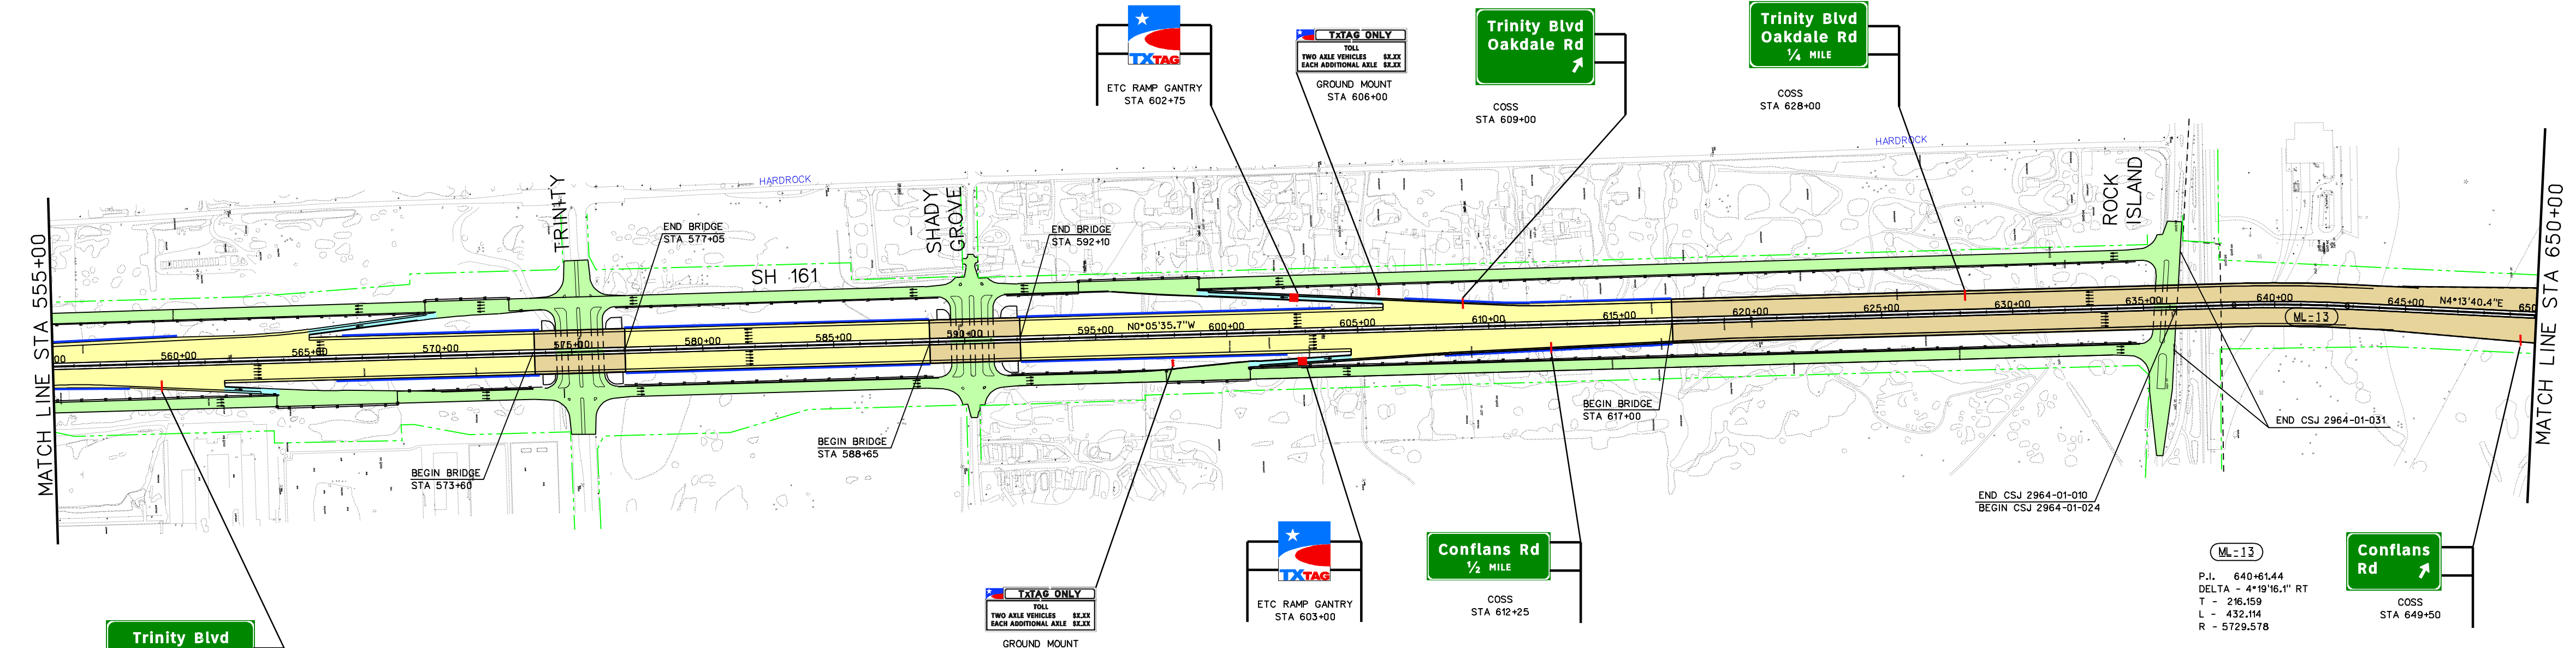 TXTAG
ETC RAMP GANTRY
STA 602+75
TxTAG ONLY
TOLL
TWO AXLE VEHICLES $X.XX
EACH ADDITIONAL AXLE $X.XX
GROUND MOUNT
STA 606+00
Trinity Blvd
Oakdale Rd
COSS
STA 609+00
Trinity Blvd
Oakdale Rd
1/4 MILE
COSS
STA 628+00
HARDROCK
HARDROCK
MATCH LINE STA 555+00
TRINITY
END BRIDGE
STA 577+05
SH 161
SHADY
GROVE
END BRIDGE
STA 592+10
ROCK
ISLAND
MATCH LINE STA 650+00
00
560+00
565+00
570+00
575+00
580+00
585+00
590+00
595+00
N0°05'35.7"W
600+00
605+00
610+00
615+00
620+00
625+00
630+00
635+00
640+00
ML-13
645+00
N4°13'40.4"E
650
BEGIN BRIDGE
STA 573+60
BEGIN BRIDGE
STA 588+65
BEGIN BRIDGE
STA 617+00
END CSJ 2964-01-031
END CSJ 2964-01-010
BEGIN CSJ 2964-01-024
Trinity Blvd
TxTAG ONLY
TOLL
TWO AXLE VEHICLES $X.XX
EACH ADDITIONAL AXLE $X.XX
GROUND MOUNT
TXTAG
ETC RAMP GANTRY
STA 603+00
Conflans Rd
1/2 MILE
COSS
STA 612+25
ML-13
P.I. 640+61.44
DELTA - 4°19'16.1" RT
T - 216.159
L - 432.114
R - 5729.578
Conflans
Rd
COSS
STA 649+50